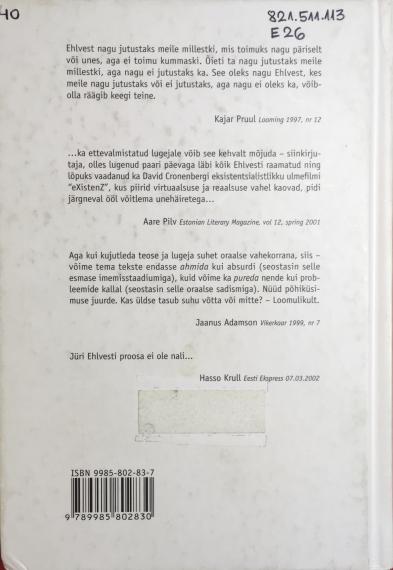 40
821.511.113
E26
Ehlvest nagu jutustaks meile millestki, mis toimuks nagu päriselt
või unes, aga ei toimu kummaski. Õieti ta nagu jutustaks meile
millestki, aga nagu ei jutustaks ka. See oleks nagu Ehlvest, kes
meile nagu jutustaks või ei jutustaks, aga nagu ei oleks ka, võib-
olla räägib keegi teine.
Kajar Pruul Looming 1997, nr 12
...ka ettevalmistatud lugejale võib see kehvalt mõjuda – siinkirju-
taja, olles lugenud paari päevaga läbi kõik Ehlvesti raamatud ning
lõpuks vaadanud ka David Cronenbergi eksistentsialistlikku ulmefilmi
"eXistenZ", kus piirid virtuaalsuse ja reaalsuse vahel kaovad, pidi
järgneval ööl võitlema unehäiretega...
Aare Pilv Estonian Literary Magazine, vol 12, spring 2001
Aga kui kujutleda teose ja lugeja suhet oraalse vahekorrana, siis –
võime tema tekste endasse ahmida kui absurdi (seostasin selle
esmase imemisstaadiumiga), kuid võime ka pureda nende kui prob-
leemide kallal (seostasin selle oraalse sadismiga). Nüüd põhiküsi-
muse juurde. Kas üldse tasub suhu võtta või mitte? – Loomulikult.
Jaanus Adamson Vikerkaar 1999, nr 7
Jüri Ehlvesti proosa ei ole nali...
Hasso Krull Eesti Ekspress 07.03.2002
ISBN 9985-802-83-7
9 789985 802830